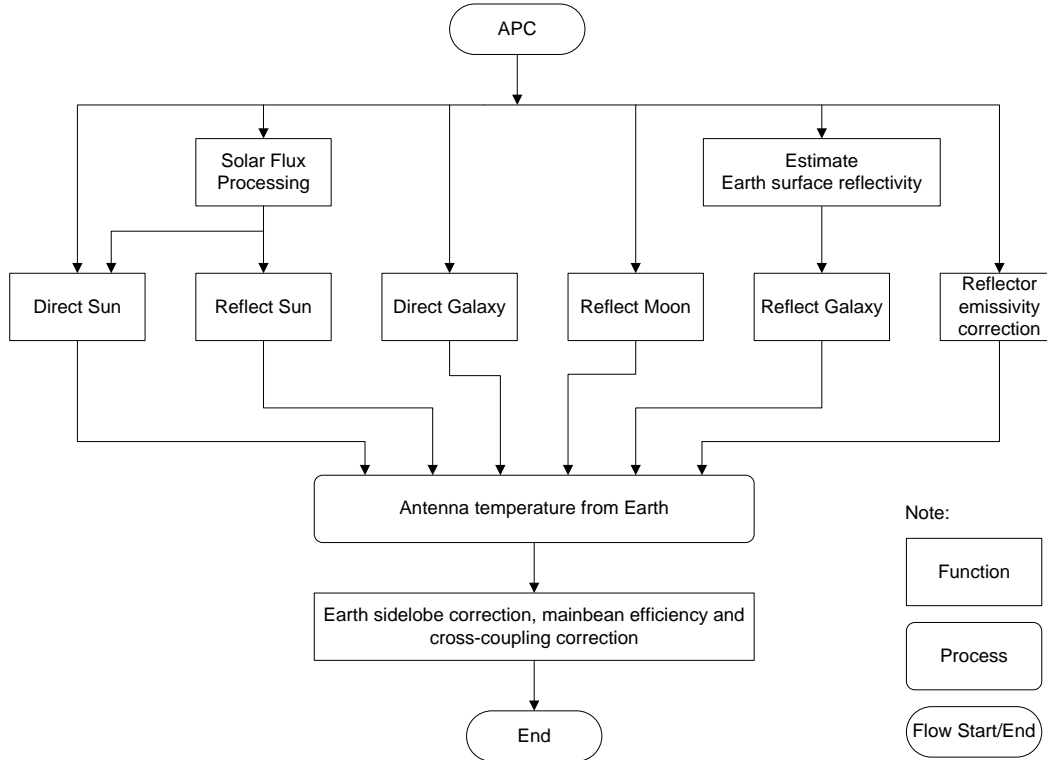 APC
Solar Flux
Processing
Estimate
Earth surface reflectivity
Direct Sun
Reflect Sun
Direct Galaxy
Reflect Moon
Reflect Galaxy
Reflector
emissivity
correction
Antenna temperature from Earth
Note:
Function
Earth sidelobe correction, mainbean efficiency and
cross-coupling correction
Process
End
Flow Start/End